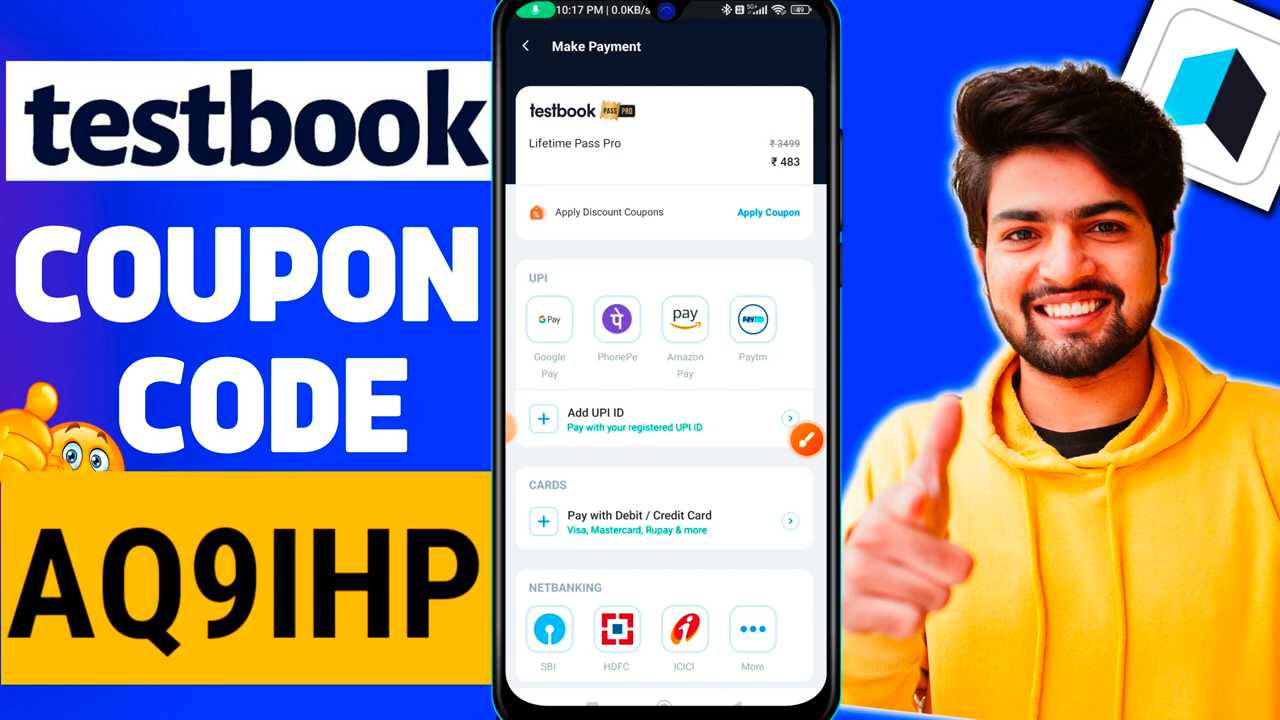 testbook
COUPON
CODE
AQ9IHP
10:17 PM | 0.0KB/s
5G+
49
Make Payment
testbook PASS PRO
Lifetime Pass Pro
₹ 3499
₹ 483
Apply Discount Coupons
Apply Coupon
UPI
G Pay
पे
pay
paytm
Google
Pay
PhonePe
Amazon
Pay
Paytm
Add UPI ID
Pay with your registered UPI ID
CARDS
Pay with Debit / Credit Card
Visa, Mastercard, Rupay & more
NETBANKING
SBI
HDFC
ICICI
More